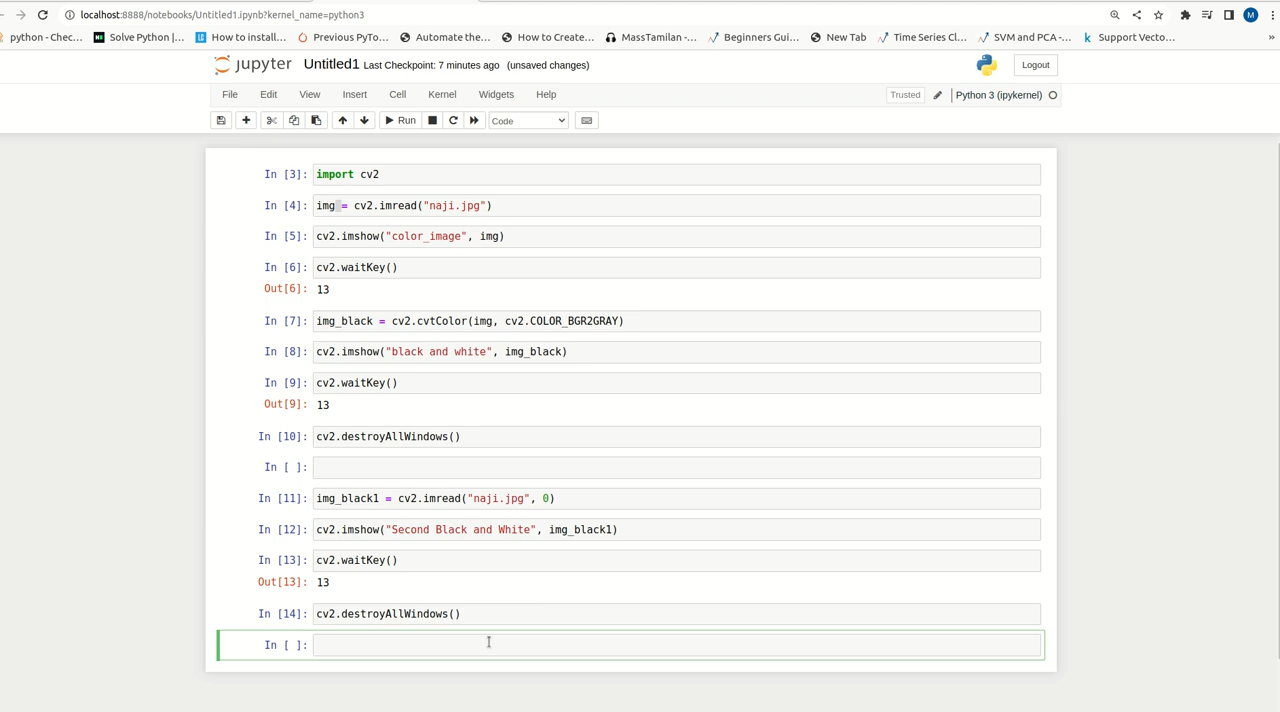 localhost:8888/notebooks/Untitled1.ipynb?kernel_name=python3
M
python - Chec... Solve Python |... How to install... Previous PyTo... Automate the... How to Create... MassTamilan -... Beginners Gui... New Tab Time Series Cl... SVM and PCA -... Support Vecto... »
jupyter Untitled1 Last Checkpoint: 7 minutes ago (unsaved changes) Logout
File Edit View Insert Cell Kernel Widgets Help Trusted Python 3 (ipykernel)
Run Code
In [3]: import cv2
In [4]: img = cv2.imread("naji.jpg")
In [5]: cv2.imshow("color_image", img)
In [6]: cv2.waitKey()
Out[6]: 13
In [7]: img_black = cv2.cvtColor(img, cv2.COLOR_BGR2GRAY)
In [8]: cv2.imshow("black and white", img_black)
In [9]: cv2.waitKey()
Out[9]: 13
In [10]: cv2.destroyAllWindows()
In [ ]:
In [11]: img_black1 = cv2.imread("naji.jpg", 0)
In [12]: cv2.imshow("Second Black and White", img_black1)
In [13]: cv2.waitKey()
Out[13]: 13
In [14]: cv2.destroyAllWindows()
In [ ]: